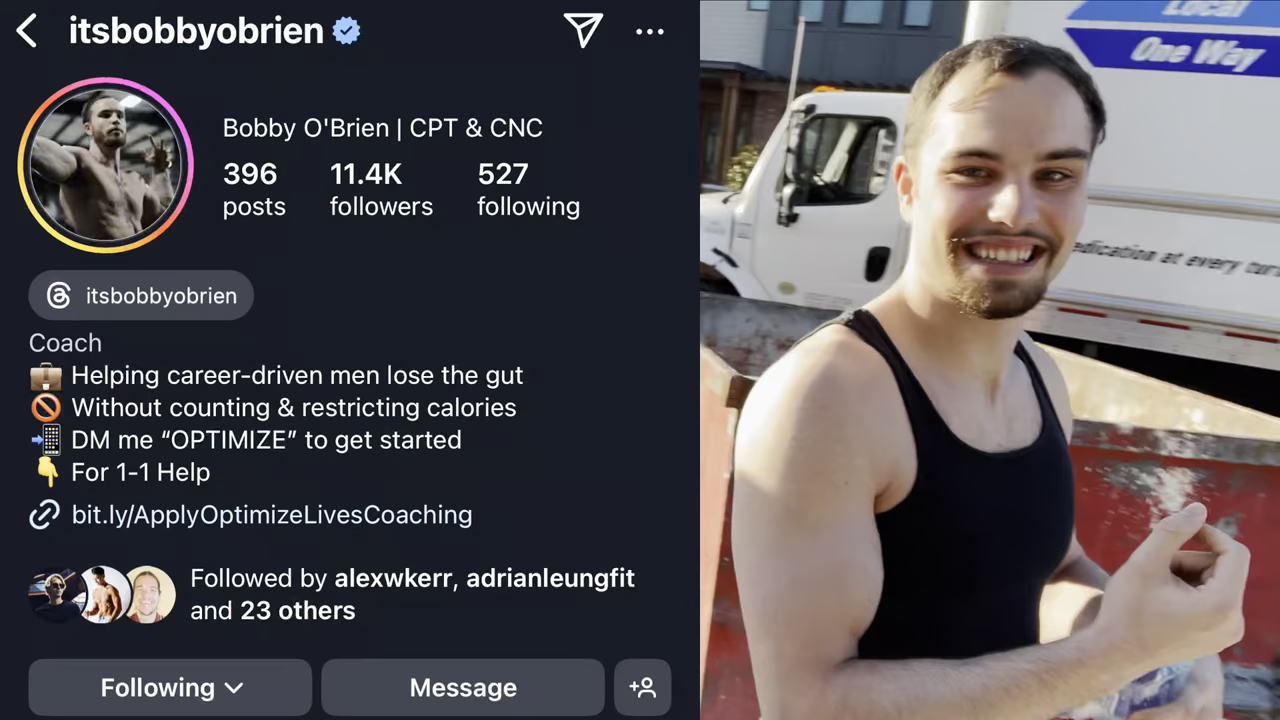 itsbobbyobrien
Bobby O'Brien | CPT & CNC
396 11.4K 527
posts followers following
itsbobbyobrien
Coach
💼 Helping career-driven men lose the gut
🚫 Without counting & restricting calories
📲 DM me “OPTIMIZE” to get started
👇 For 1-1 Help
bit.ly/ApplyOptimizeLivesCoaching
Followed by alexwkerr, adrianleungfit
and 23 others
Following Message
Local
One Way
at every